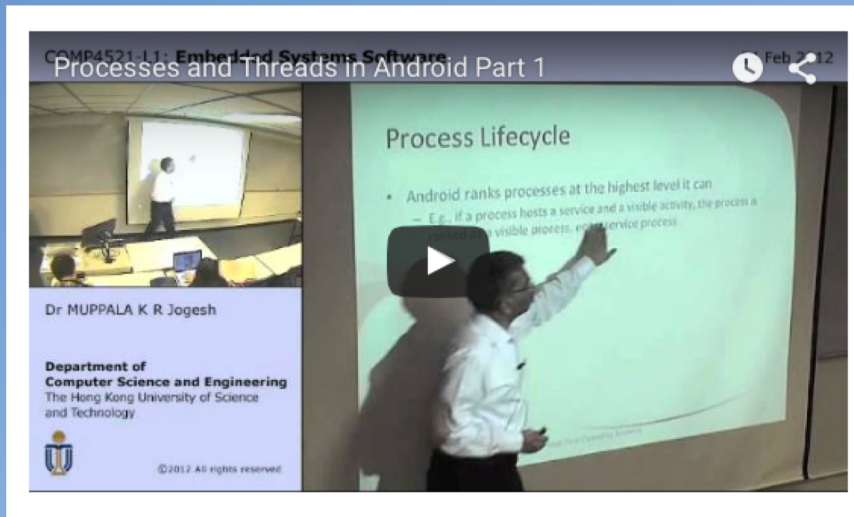 COMP4521-L1: Embedded Systems Software Feb 2012
Processes and Threads in Android Part 1
Process Lifecycle
• Android ranks processes at the highest level it can
– E.g., if a process hosts a service and a visible activity, the process is
visible process, service process
Dr MUPPALA K R Jogesh
Department of
Computer Science and Engineering
The Hong Kong University of Science
and Technology
©2012 All rights reserved